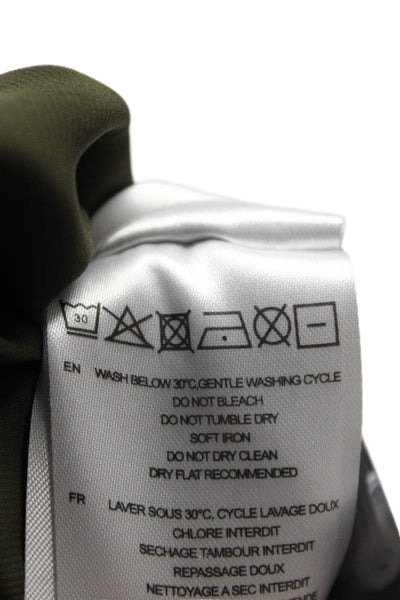 30
EN WASH BELOW 30°C,GENTLE WASHING CYCLE
DO NOT BLEACH
DO NOT TUMBLE DRY
SOFT IRON
DO NOT DRY CLEAN
DRY FLAT RECOMMENDED
FR LAVER SOUS 30°C, CYCLE LAVAGE DOUX
CHLORE INTERDIT
SECHAGE TAMBOUR INTERDIT
REPASSAGE DOUX
NETTOYAGE A SEC INTERDIT